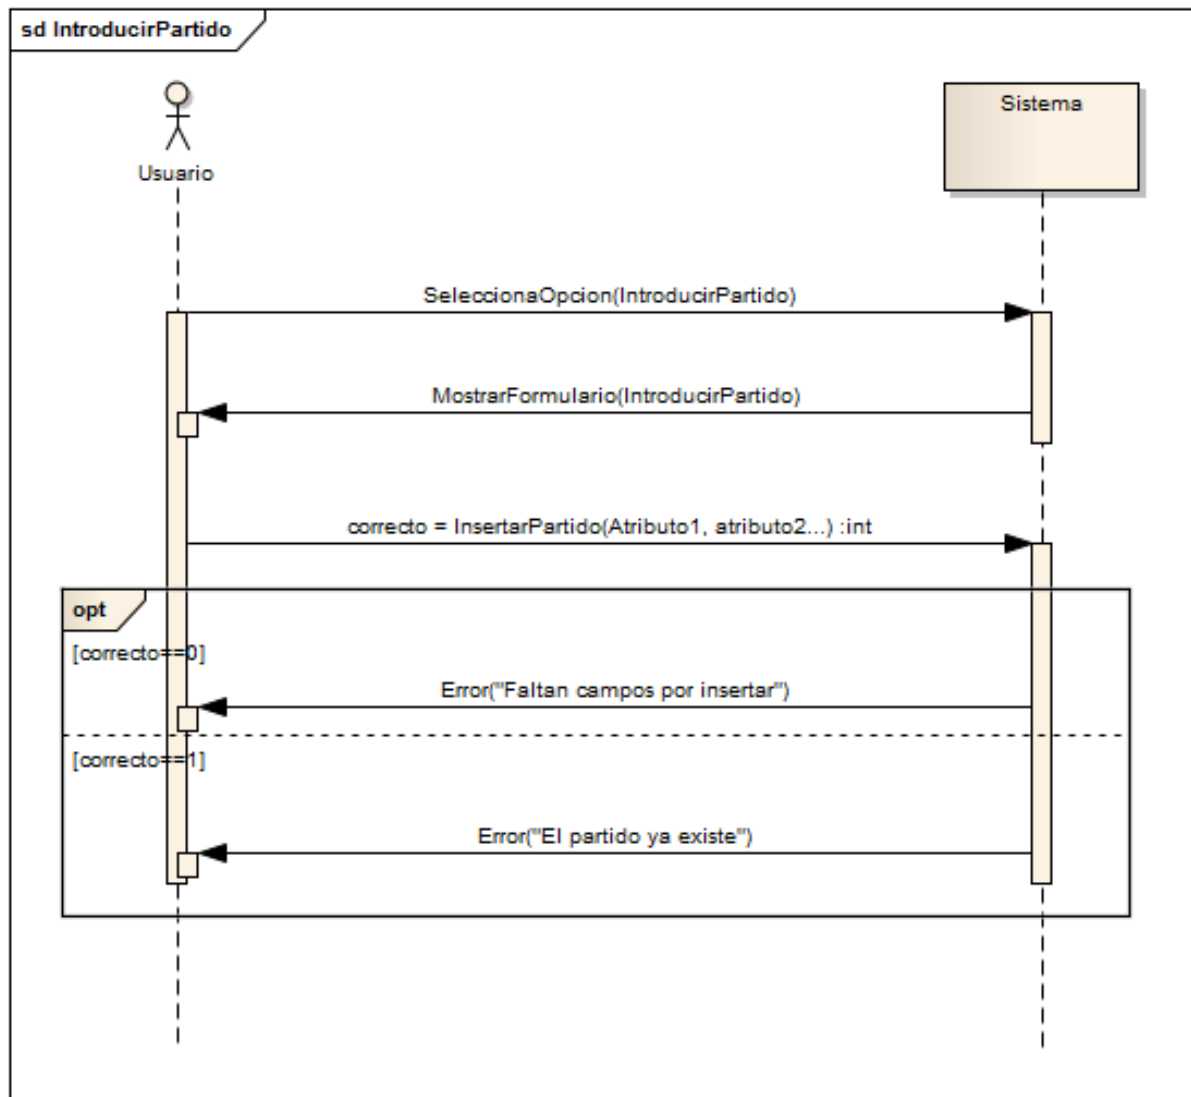 sd IntroducirPartido
Usuario
Sistema
SeleccionaOpcion(IntroducirPartido)
MostrarFormulario(IntroducirPartido)
correcto = InsertarPartido(Atributo1, atributo2...) :int
opt
[correcto==0]
Error("Faltan campos por insertar")
[correcto==1]
Error("El partido ya existe")